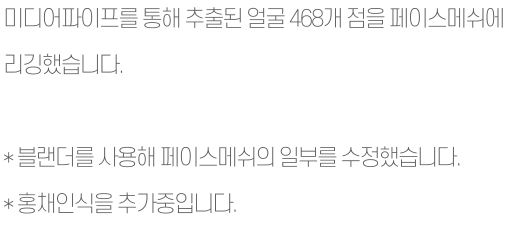 미디어파이프를 통해 추출된 얼굴 468개 점을 페이스메쉬에
리깅했습니다.
* 블랜더를 사용해 페이스메쉬의 일부를 수정했습니다.
* 홍채인식을 추가중입니다.